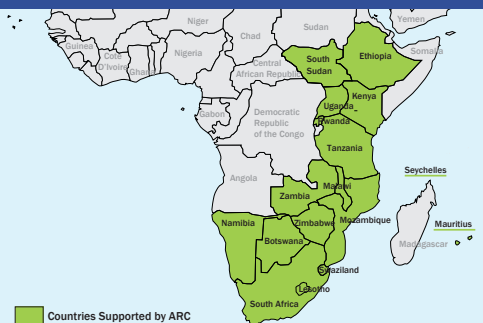 Niger
Chad
Sudan
Yemen
Guinea
Cote
D'Ivoire
Ghana
Nigeria
Central
African Republic
South
Sudan
Ethiopia
Somalia
Gabon
Democratic
Republic
of the Congo
Uganda
Kenya
Rwanda
Tanzania
Angola
Zambia
Malawi
Mozambique
Seychelles
Mauritius
Madagascar
Namibia
Zimbabwe
Botswana
Swaziland
Lesotho
South Africa
Countries Supported by ARC